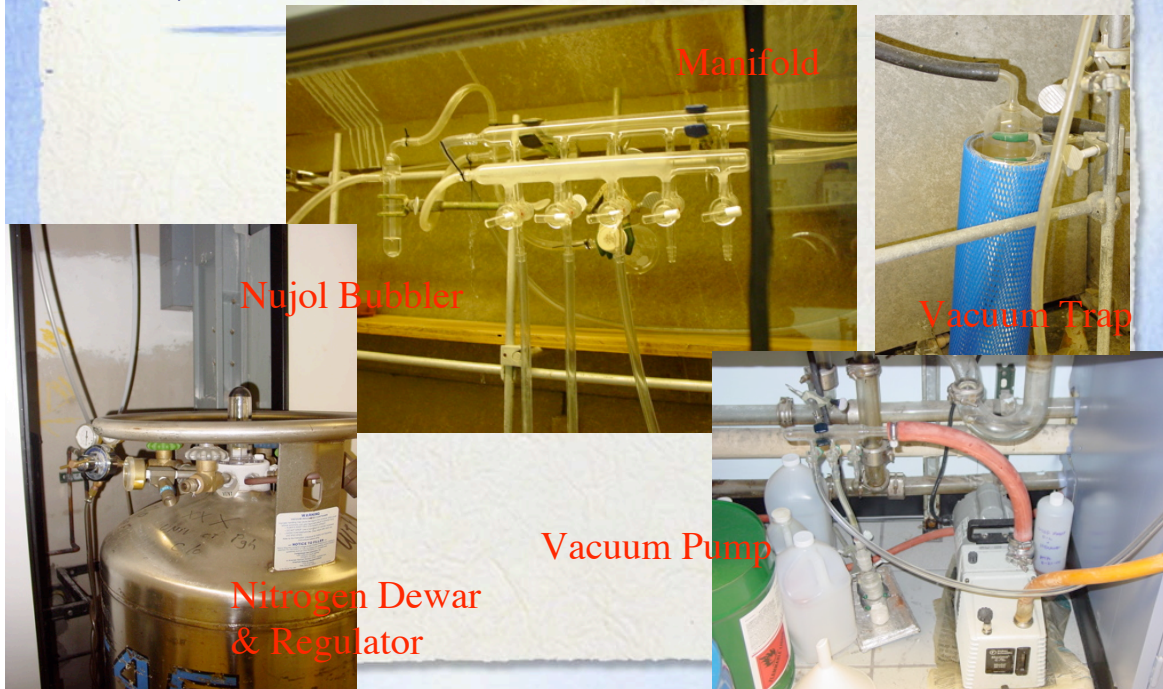 Manifold
Nujol Bubbler
Vacuum Trap
Vacuum Pump
Nitrogen Dewar
& Regulator